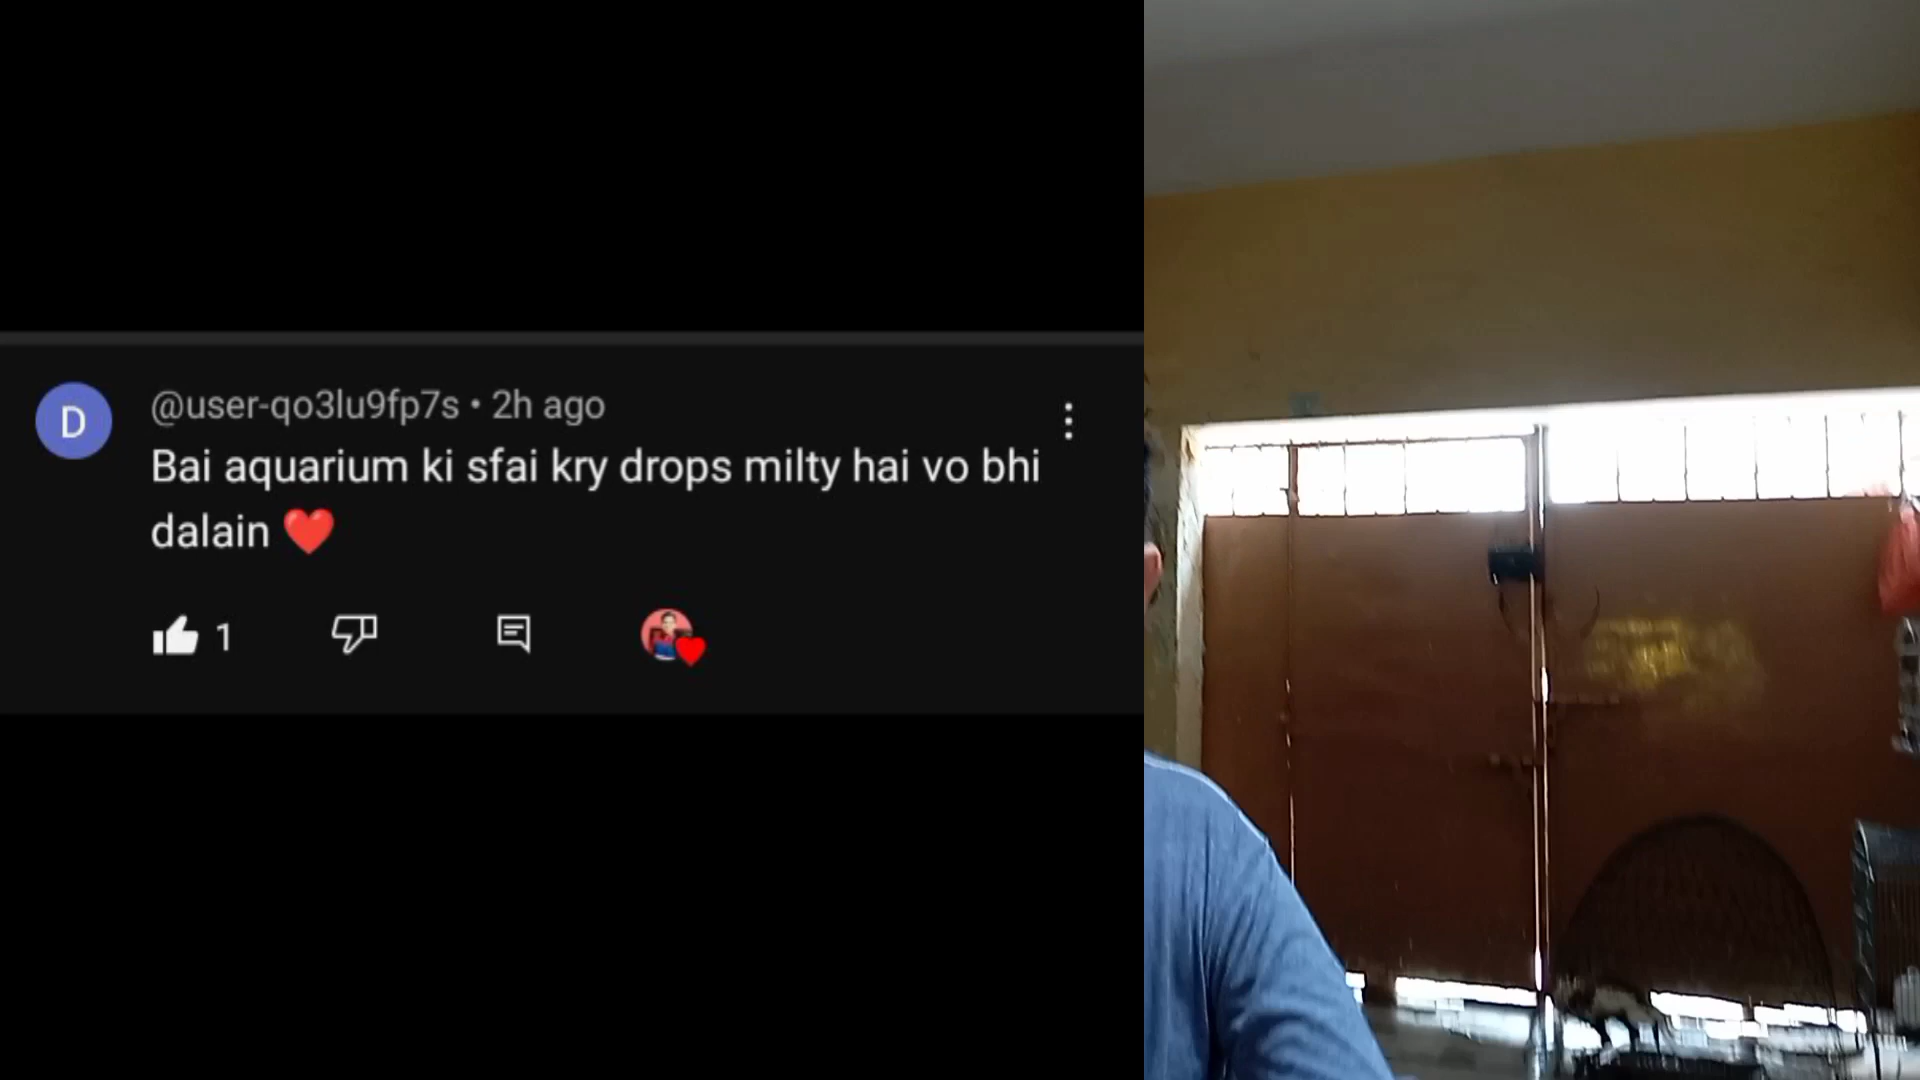 D
@user-qo3lu9fp7s • 2h ago
Bai aquarium ki sfai kry drops milty hai vo bhi
dalain ❤️
1